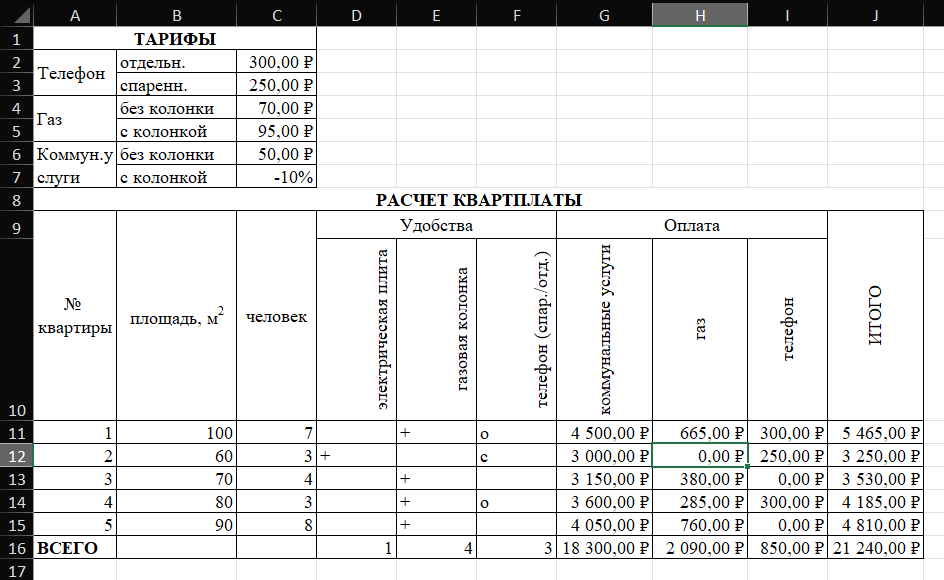 A B C D E F G H I J
1 ТАРИФЫ
2 Телефон отдельн. 300,00 ₽
3 спаренн. 250,00 ₽
4 Газ без колонки 70,00 ₽
5 с колонкой 95,00 ₽
6 Коммун.у без колонки 50,00 ₽
7 слуги с колонкой -10%
8 РАСЧЕТ КВАРТПЛАТЫ
9 Удобства Оплата
10 № квартиры площадь, м2 человек электрическая плита газовая колонка телефон (спар./отд.) коммунальные услуги газ телефон ИТОГО
11 1 100 7 + о 4 500,00 ₽ 665,00 ₽ 300,00 ₽ 5 465,00 ₽
12 2 60 3 + с 3 000,00 ₽ 0,00 ₽ 250,00 ₽ 3 250,00 ₽
13 3 70 4 + 3 150,00 ₽ 380,00 ₽ 0,00 ₽ 3 530,00 ₽
14 4 80 3 + о 3 600,00 ₽ 285,00 ₽ 300,00 ₽ 4 185,00 ₽
15 5 90 8 + 4 050,00 ₽ 760,00 ₽ 0,00 ₽ 4 810,00 ₽
16 ВСЕГО 1 4 3 18 300,00 ₽ 2 090,00 ₽ 850,00 ₽ 21 240,00 ₽
17